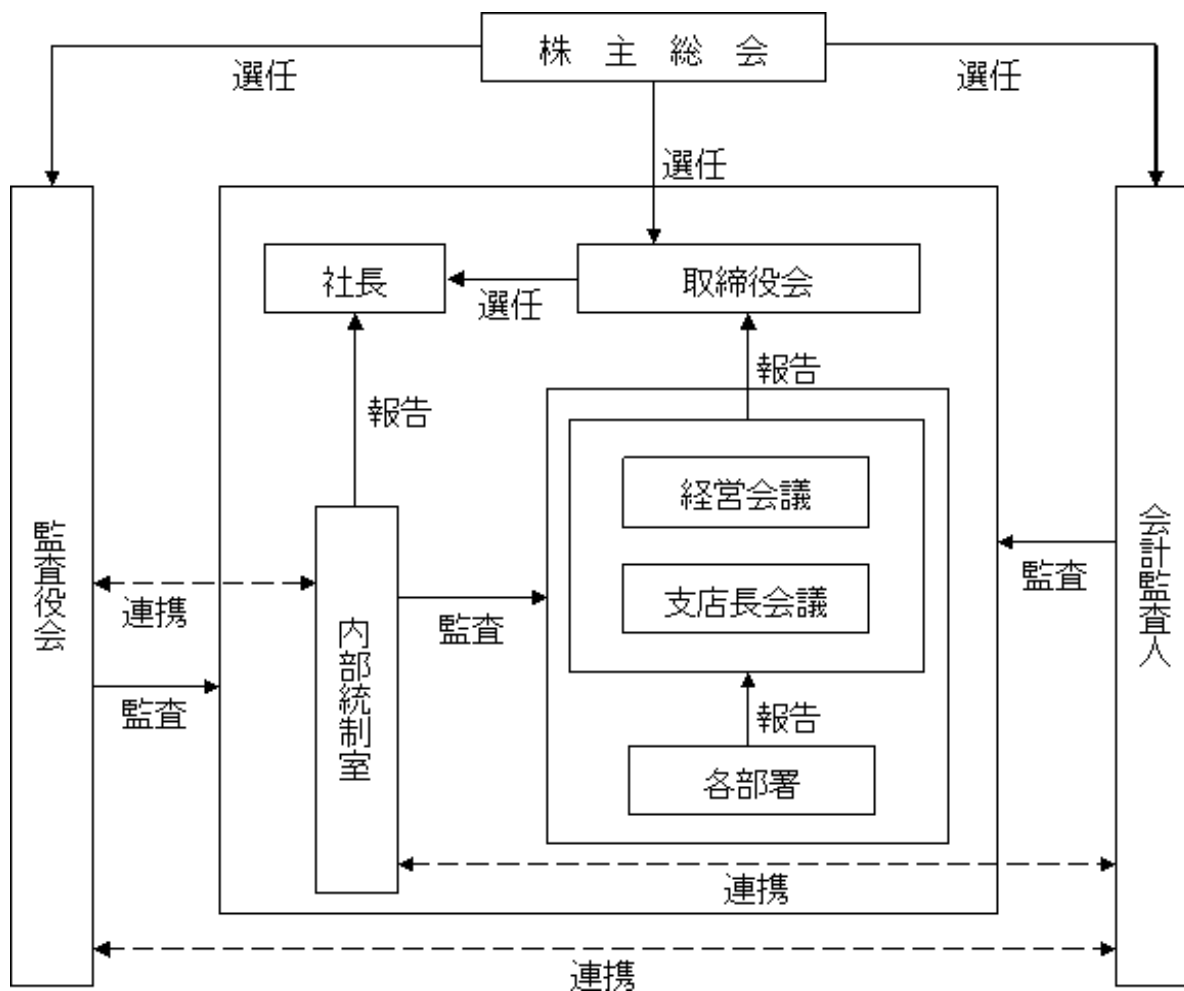 株主総会
選任
選任
選任
社長
選任
取締役会
報告
報告
経営会議
支店長会議
報告
各部署
監査役会
連携
監査
内部統制室
監査
会計監査人
監査
連携
連携